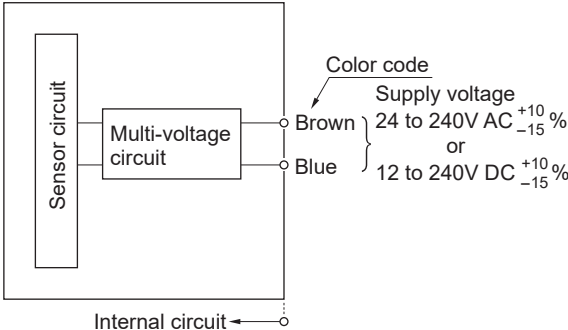 Color code
Supply voltage
Brown
24 to 240V AC +10 −15 %
or
Blue
12 to 240V DC +10 −15 %
Sensor circuit
Multi-voltage
circuit
Internal circuit